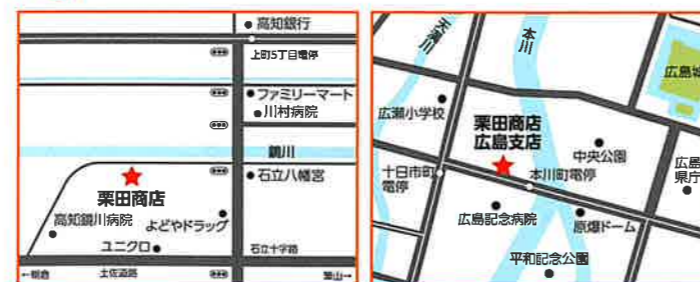 高知銀行
上町5丁目電停
ファミリーマート
川村病院
鏡川
石立八幡宮
栗田商店
高知鏡川病院
よどやドラッグ
ユニクロ
石立十字路
←朝倉
土佐道路
桟山→
天満川
本川
広島城
広瀬小学校
栗田商店
広島支店
中央公園
広島
県庁
十日市町
電停
本川町電停
広島記念病院
原爆ドーム
平和記念公園